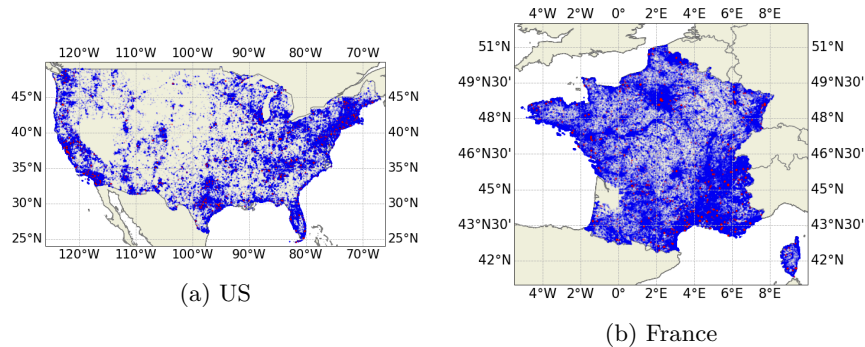 120°W 110°W 100°W 90°W 80°W 70°W
45°N 45°N
40°N 40°N
35°N 35°N
30°N 30°N
25°N 25°N
120°W 110°W 100°W 90°W 80°W 70°W
(a) US
4°W 2°W 0° 2°E 4°E 6°E 8°E
51°N 51°N
49°N30' 49°N30'
48°N 48°N
46°N30' 46°N30'
45°N 45°N
43°N30' 43°N30'
42°N 42°N
4°W 2°W 0° 2°E 4°E 6°E 8°E
(b) France